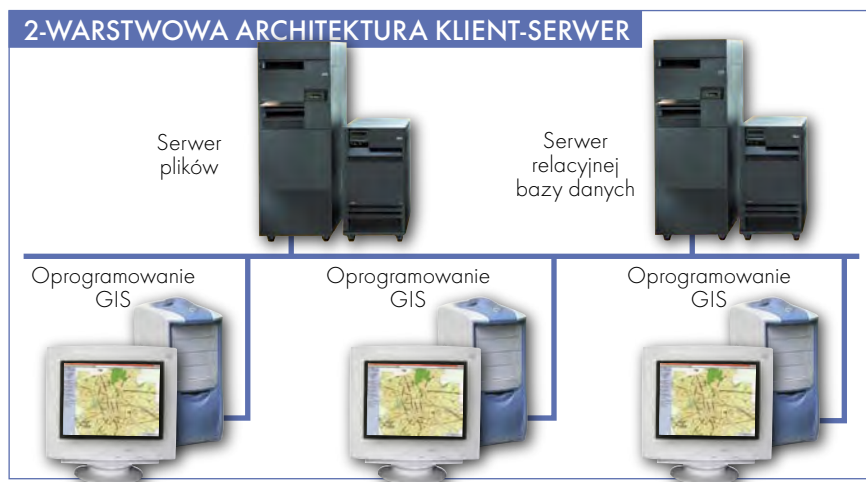 2-WARSTWOWA ARCHITEKTURA KLIENT-SERWER
Serwer
plików
Serwer
relacyjnej
bazy danych
Oprogramowanie
GIS
Oprogramowanie
GIS
Oprogramowanie
GIS